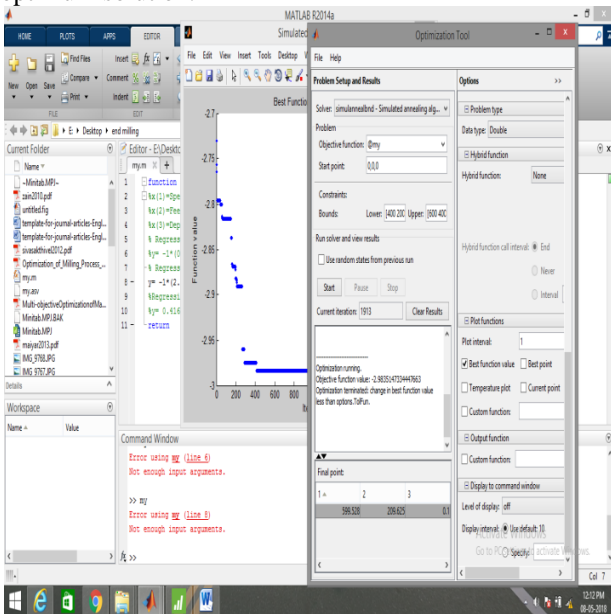 MATLAB R2014a
HOME PLOTS APPS EDITOR
New Open Save
Find Files
Compare
Print
Insert
Comment
Indent
FILE
EDIT
E: Desktop end milling
Current Folder
Name
~Minitab.MPJ~
zain2010.pdf
untitled.fig
template-for-journal-articles-Engl...
template-for-journal-articles-Engl...
sivasakthivel2012.pdf
Optimization_of_Milling_Process_...
my.m
my.asv
Multi-objectiveOptimizationofMa...
Minitab.MPJ.BAK
Minitab.MPJ
maiyar2013.pdf
IMG_9768.JPG
IMG_9767.JPG
Details
Workspace
Name Value
Editor - E:\Deskto
my.m
1 function
2 %x(1)=Spe
3 %x(2)=Fee
4 %x(3)=Dep
5 % Regress
6 %y= -1*(0
7 % Regress
8 y= -1*(2.
9 %Regressi
10 %y= 0.416
11 return
Command Window
Error using my (line 6)
Not enough input arguments.
>> my
Error using my (line 8)
Not enough input arguments.
fx >>
Simulated
File Edit View Insert Tools Desktop
Best Functio
Function value
-2.7
-2.75
-2.8
-2.85
-2.9
-2.95
-3
0 200 400 600 800
Optimization Tool
File Help
Problem Setup and Results
Solver: simulannealbnd - Simulated annealing alg...
Problem
Objective function: @my
Start point: 0,0,0
Constraints:
Bounds: Lower: [400 200 Upper: [600 400
Run solver and view results
Use random states from previous run
Start Pause Stop
Current iteration: 1913 Clear Results
Optimization running.
Objective function value: -2.9835147334447663
Optimization terminated: change in best function value
less than options.TolFun.
Final point:
1 2 3
599.528 209.625 0.1
Options >>
Problem type
Data type: Double
Hybrid function
Hybrid function: None
Hybrid function call interval: End
Never
Interval
Plot functions
Plot interval: 1
Best function value Best point
Temperature plot Current point
Custom function:
Output function
Custom function:
Display to command window
Level of display: off
Display interval: Use default: 10
Specify:
Activate Windows
Col 7
12:12 PM
08-05-2018